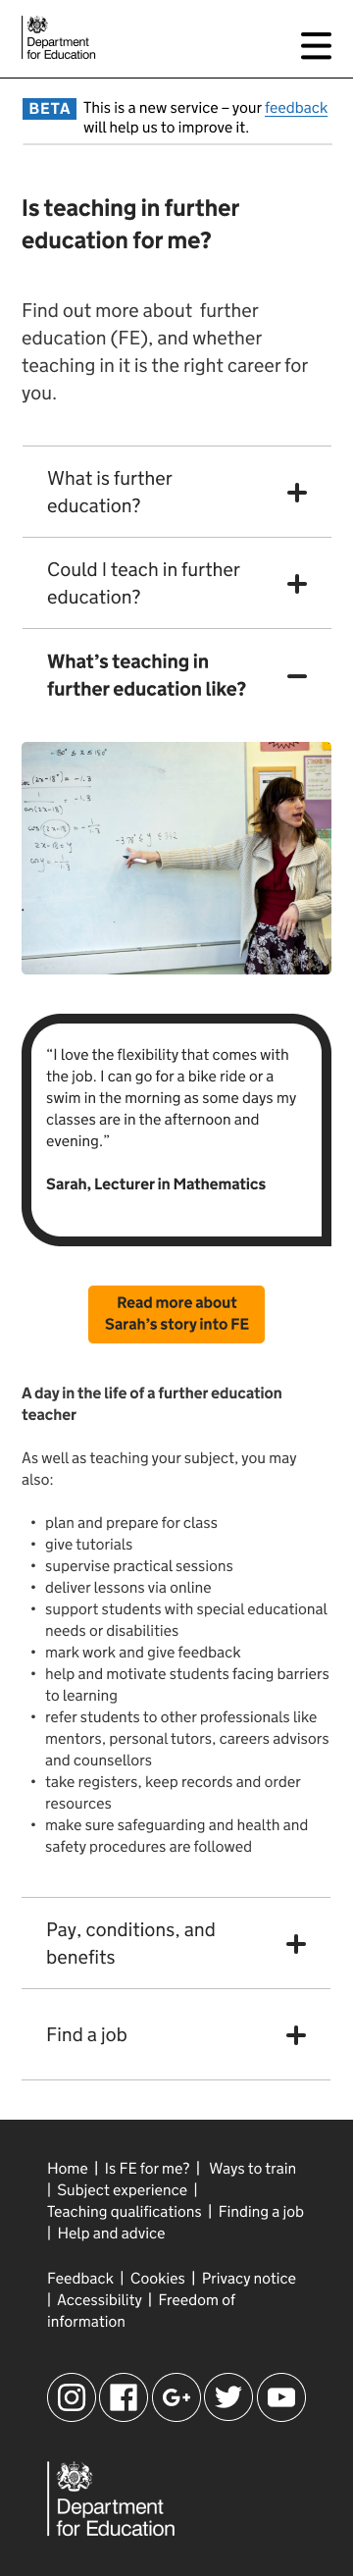 Department
for Education
BETA This is a new service – your feedback
will help us to improve it.
Is teaching in further
education for me?
Find out more about further
education (FE), and whether
teaching in it is the right career for
you.
What is further
education?
Could I teach in further
education?
What’s teaching in
further education like?
“I love the flexibility that comes with
the job. I can go for a bike ride or a
swim in the morning as some days my
classes are in the afternoon and
evening.”
Sarah, Lecturer in Mathematics
Read more about
Sarah’s story into FE
A day in the life of a further education
teacher
As well as teaching your subject, you may
also:
• plan and prepare for class
• give tutorials
• supervise practical sessions
• deliver lessons via online
• support students with special educational
needs or disabilities
• mark work and give feedback
• help and motivate students facing barriers
to learning
• refer students to other professionals like
mentors, personal tutors, careers advisors
and counsellors
• take registers, keep records and order
resources
• make sure safeguarding and health and
safety procedures are followed
Pay, conditions, and
benefits
Find a job
Home | Is FE for me? | Ways to train
| Subject experience |
Teaching qualifications | Finding a job
| Help and advice
Feedback | Cookies | Privacy notice
| Accessibility | Freedom of
information
Department
for Education